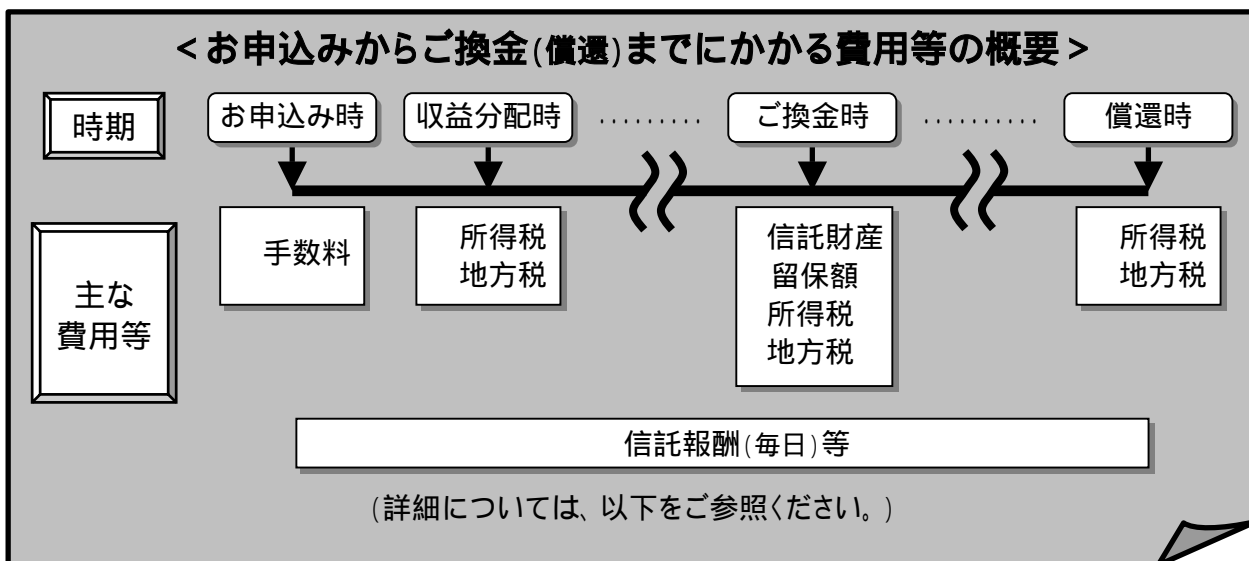 <お申込みからご換金(償還)までにかかる費用等の概要>
時期
お申込み時
収益分配時
.........
ご換金時
..........
償還時
主な
費用等
手数料
所得税
地方税
信託財産
留保額
所得税
地方税
所得税
地方税
信託報酬(毎日)等
(詳細については、以下をご参照ください。)